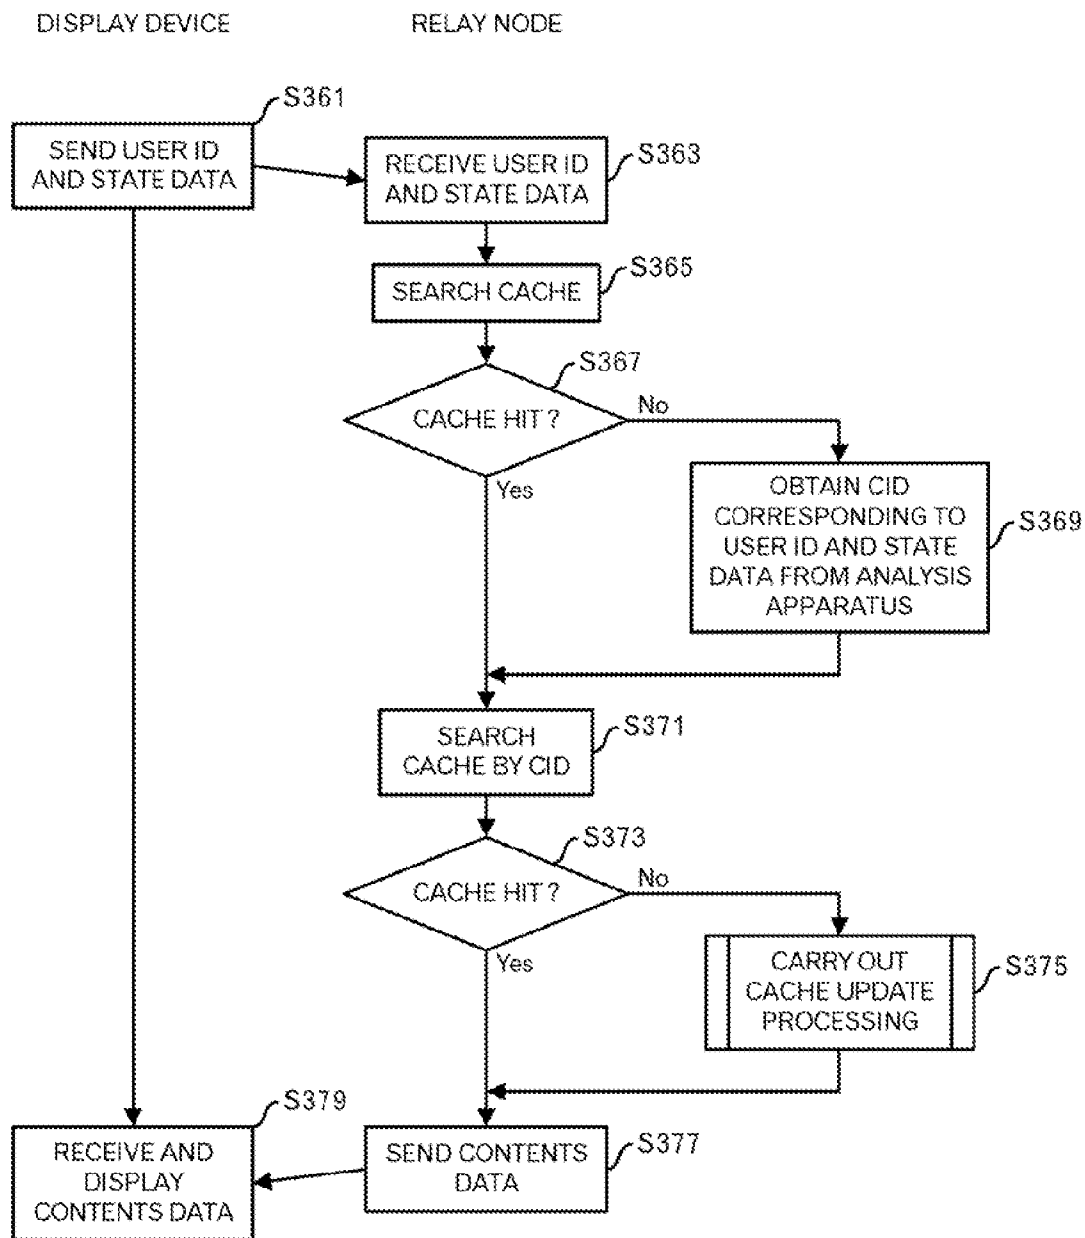 DISPLAY DEVICE
RELAY NODE
S361
SEND USER ID
AND STATE DATA
S363
RECEIVE USER ID
AND STATE DATA
S365
SEARCH CACHE
S367
CACHE HIT ?
No
Yes
S369
OBTAIN CID
CORRESPONDING TO
USER ID AND STATE
DATA FROM ANALYSIS
APPARATUS
S371
SEARCH
CACHE BY CID
S373
CACHE HIT ?
No
Yes
S375
CARRY OUT
CACHE UPDATE
PROCESSING
S379
RECEIVE AND
DISPLAY
CONTENTS DATA
S377
SEND CONTENTS
DATA